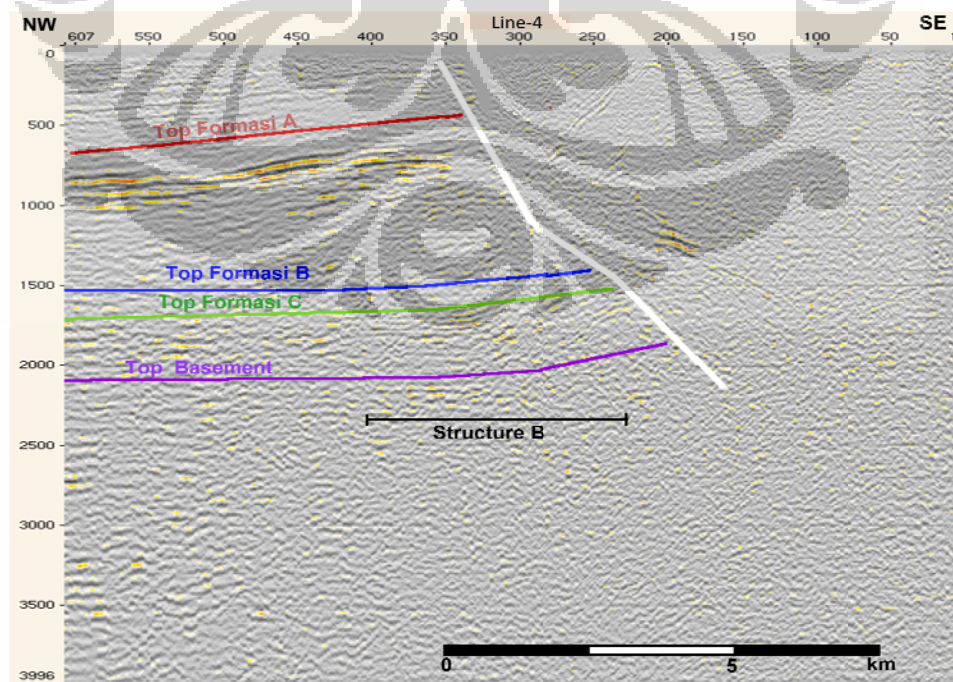 NW Line-4 SE
607 550 500 450 400 350 300 250 200 150 100 50
0
500
Top Formasi A
1000
Top Formasi B
1500
Top Formasi C
2000
Top Basement
Structure B
2500
3000
3500
0 5 km
3996